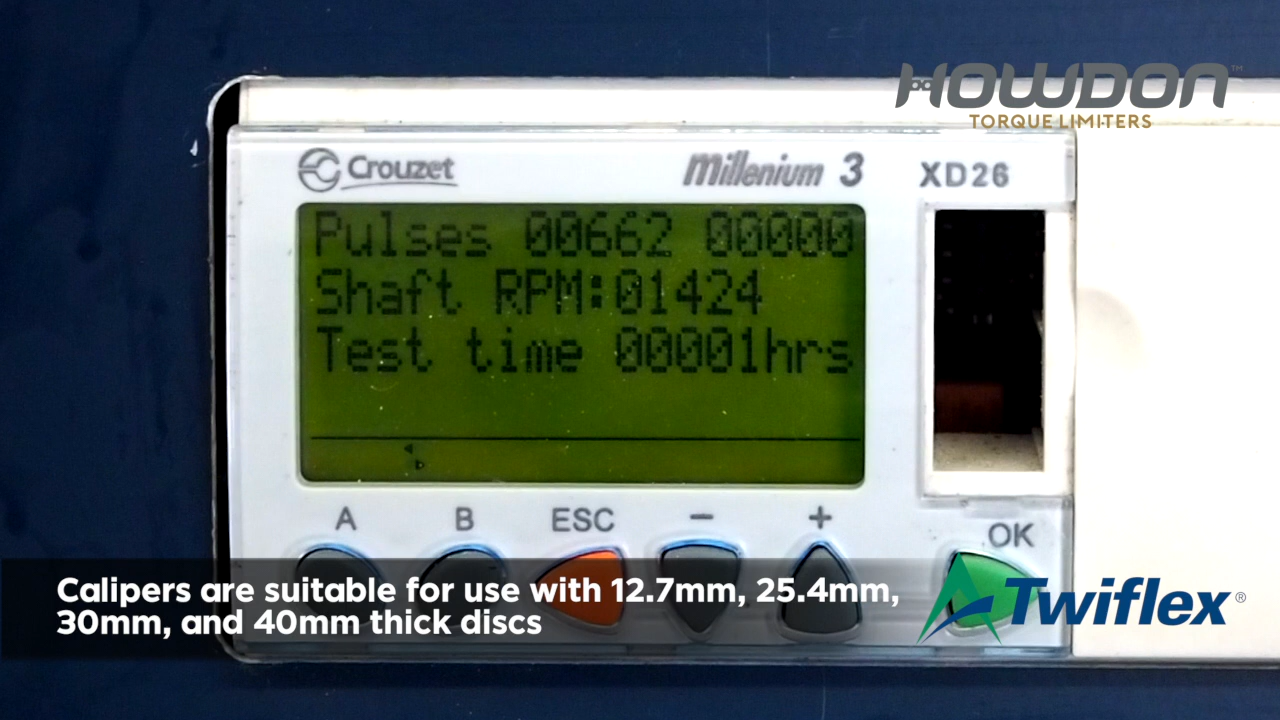 HOWDON™
TORQUE LIMITERS
Crouzet
Millenium 3
XD26
Pulses 00662 00000
Shaft RPM:01424
Test time 00001hrs
A B ESC − + OK
Calipers are suitable for use with 12.7mm, 25.4mm,
30mm, and 40mm thick discs
Twiflex®